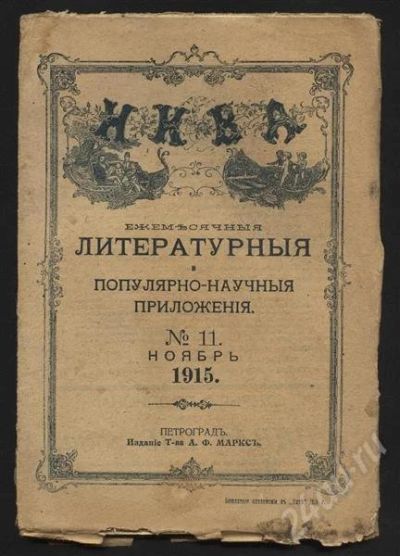 НИВА
ЕЖЕМѢСЯЧНЫЯ
ЛИТЕРАТУРНЫЯ
и
ПОПУЛЯРНО-НАУЧНЫЯ
ПРИЛОЖЕНІЯ.
№ 11.
НОЯБРЬ
1915.
ПЕТРОГРАДЪ.
Изданіе Т-ва А. Ф. МАРКСЪ.